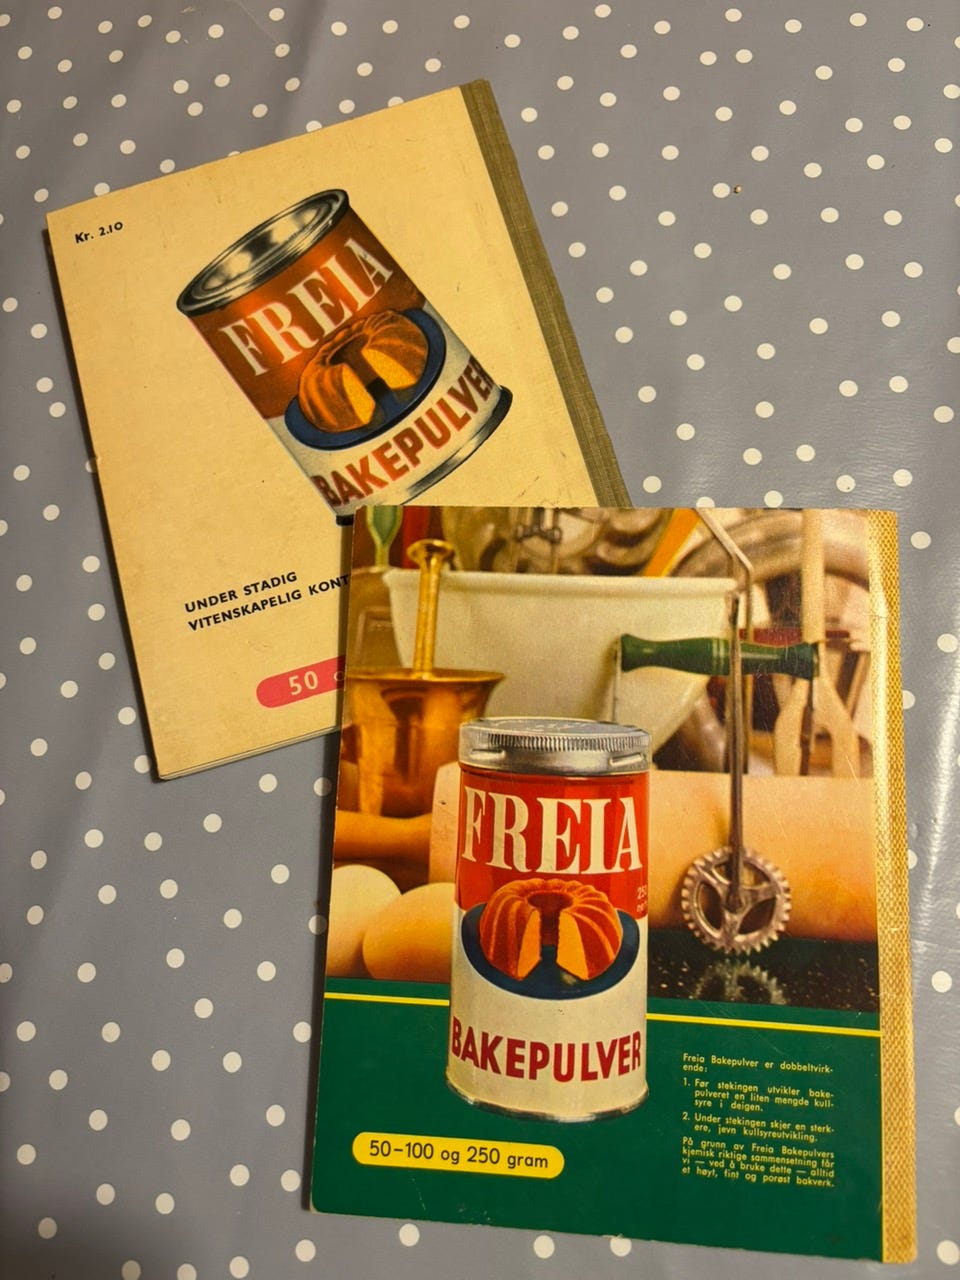 Kr. 2.10
FREIA
BAKEPULVER
UNDER STADIG
VITENSKAPELIG KONT
50
FREIA
250
BAKEPULVER
50-100 og 250 gram
Freia Bakepulver er dobbeltvirk-
ende:
1. Før stekingen utvikler bake-
pulveret en liten mengde kull-
syre i deigen.
2. Under stekingen skjer en sterk-
ere, jevn kullsyreutvikling.
På grunn av Freia Bakepulvers
kjemisk riktige sammensetning får
vi — ved å bruke dette — alltid
et høyt, fint og porøst bakverk.